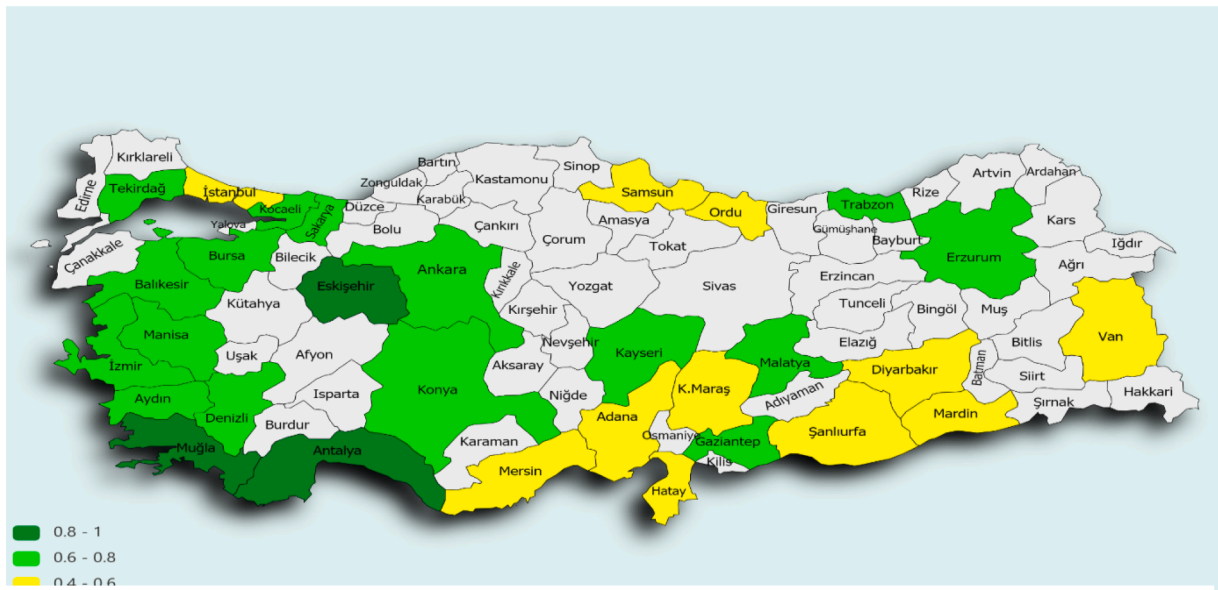 Bartın
Sinop
Kırklareli
Artvin
Ardahan
Zonguldak
Kastamonu
Edirne
Tekirdağ
İstanbul
Samsun
Rize
Karabük
Kocaeli
Sakarya
Düzce
Ordu
Giresun
Trabzon
Yalova
Bolu
Çankırı
Amasya
Gümüşhane
Kars
Çorum
Tokat
Bayburt
Iğdır
Çanakkale
Bursa
Bilecik
Ankara
Erzurum
Ağrı
Balıkesir
Eskişehir
Kırıkkale
Yozgat
Sivas
Erzincan
Kütahya
Tunceli
Kırşehir
Bingöl
Muş
Manisa
Van
Nevşehir
Elazığ
Bitlis
Uşak
Afyon
Kayseri
Malatya
İzmir
Aksaray
Diyarbakır
Batman
Siirt
Konya
K.Maraş
Isparta
Niğde
Adıyaman
Hakkari
Aydın
Şırnak
Denizli
Adana
Mardin
Burdur
Şanlıurfa
Osmaniye
Karaman
Gaziantep
Muğla
Antalya
Kilis
Mersin
Hatay
0.8 - 1
0.6 - 0.8
0.4 - 0.6